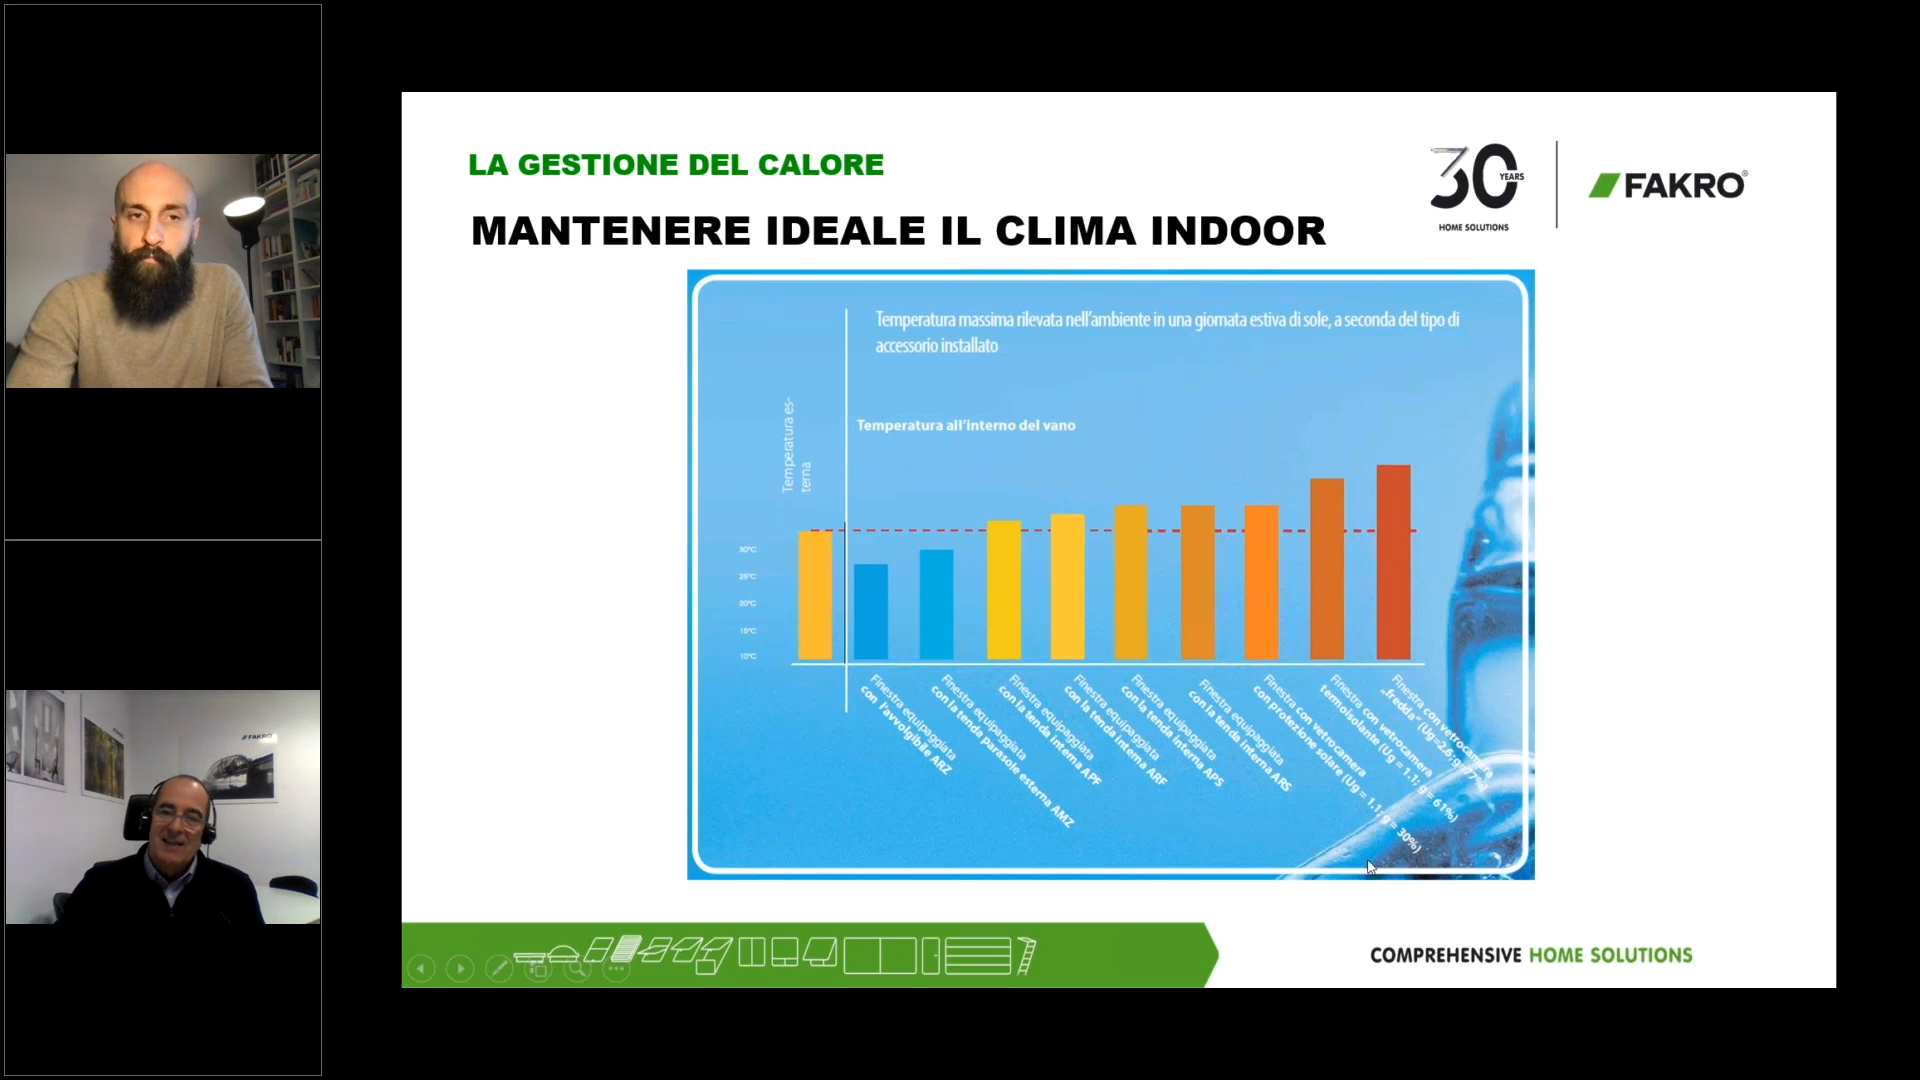 LA GESTIONE DEL CALORE
MANTENERE IDEALE IL CLIMA INDOOR
30 YEARS
HOME SOLUTIONS
FAKRO®
Temperatura massima rilevata nell'ambiente in una giornata estiva di sole, a seconda del tipo di
accessorio installato
Temperatura es-
terna
Temperatura all'interno del vano
30°C
25°C
20°C
15°C
10°C
Finestra equipaggiata
con l'avvolgibile ARZ
Finestra equipaggiata
con la tenda parasole esterna AMZ
Finestra equipaggiata
con la tenda interna APF
Finestra equipaggiata
con la tenda interna ARF
Finestra equipaggiata
con la tenda interna APS
Finestra equipaggiata
con la tenda interna ARS
Finestra con vetrocamera
con protezione solare (Ug = 1.1; g = 30%)
Finestra con vetrocamera
termoisolante (Ug = 1.1; g = 61%)
Finestra con vetrocamera
„fredda" (Ug=2.6; g=77%)
FAKRO
COMPREHENSIVE HOME SOLUTIONS